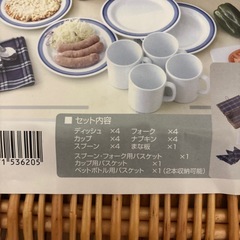 ■セット内容
ディッシュ ×4 フォーク ×4
カップ ×4 ナプキン ×4
スプーン ×4 まな板 ×1
スプーン・フォーク用バスケット ×1
カップ用バスケット ×1
ペットボトル用バスケット ×1 (2本収納可能)
1536205